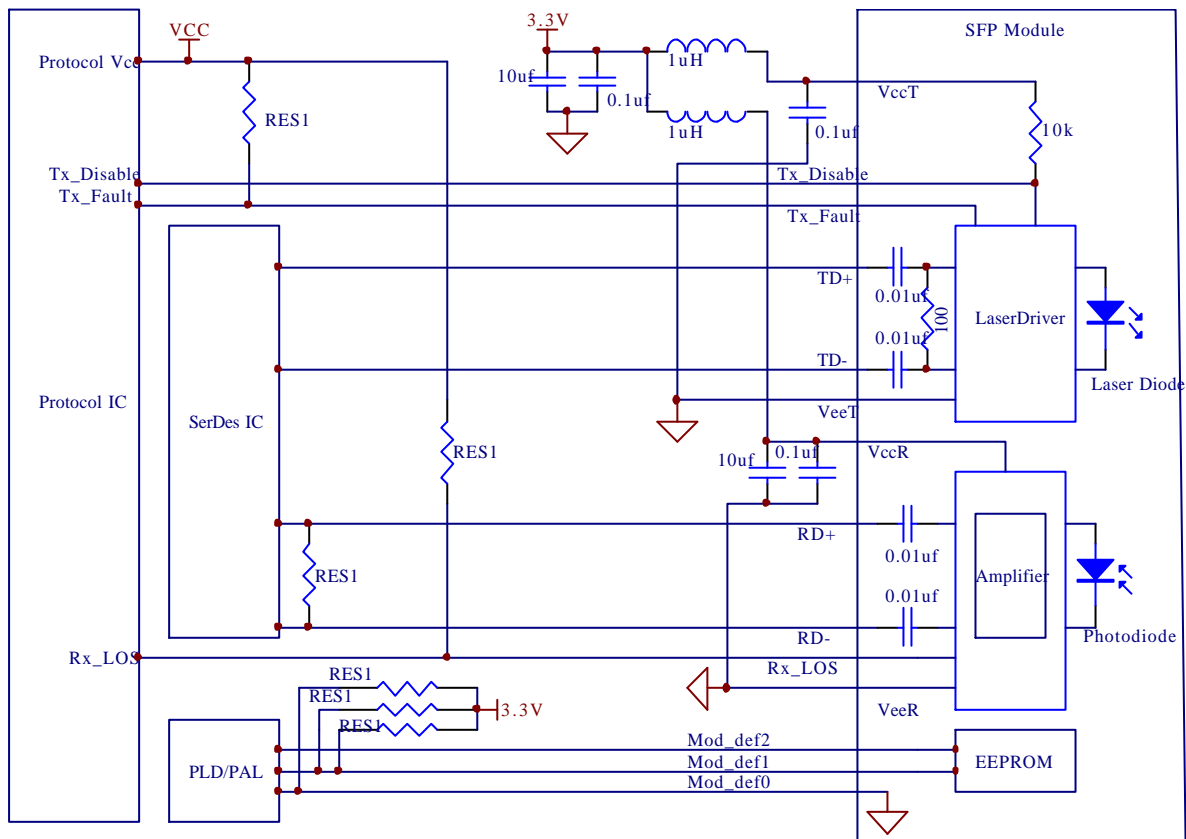 VCC
3.3V
SFP Module
Protocol Vcc
1uH
10uf
0.1uf
VccT
RES1
1uH
0.1uf
10k
Tx_Disable
Tx_Disable
Tx_Fault
Tx_Fault
TD+
0.01uf
100
LaserDriver
0.01uf
TD-
Laser Diode
Protocol IC
SerDes IC
VeeT
RES1
10uf
0.1uf
VccR
RD+
0.01uf
RES1
Amplifier
0.01uf
RD-
Photodiode
Rx_LOS
Rx_LOS
RES1
RES1
3.3V
RES1
VeeR
Mod_def2
PLD/PAL
Mod_def1
EEPROM
Mod_def0